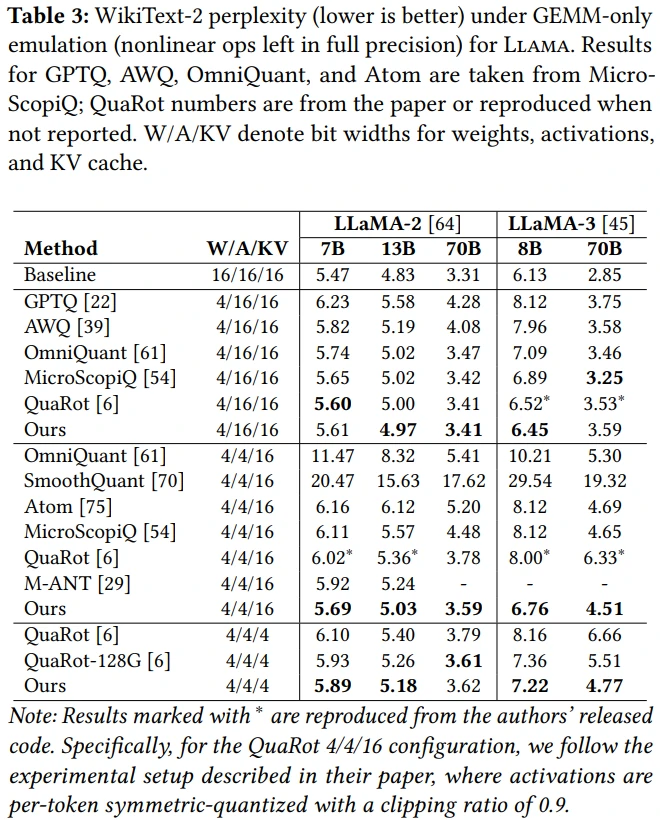 Table 3: WikiText-2 perplexity (lower is better) under GEMM-only
emulation (nonlinear ops left in full precision) for LLAMA. Results
for GPTQ, AWQ, OmniQuant, and Atom are taken from Micro-
ScopiQ; QuaRot numbers are from the paper or reproduced when
not reported. W/A/KV denote bit widths for weights, activations,
and KV cache.
LLaMA-2 [64] LLaMA-3 [45]
Method W/A/KV 7B 13B 70B 8B 70B
Baseline 16/16/16 5.47 4.83 3.31 6.13 2.85
GPTQ [22] 4/16/16 6.23 5.58 4.28 8.12 3.75
AWQ [39] 4/16/16 5.82 5.19 4.08 7.96 3.58
OmniQuant [61] 4/16/16 5.74 5.02 3.47 7.09 3.46
MicroScopiQ [54] 4/16/16 5.65 5.02 3.42 6.89 3.25
QuaRot [6] 4/16/16 5.60 5.00 3.41 6.52* 3.53*
Ours 4/16/16 5.61 4.97 3.41 6.45 3.59
OmniQuant [61] 4/4/16 11.47 8.32 5.41 10.21 5.30
SmoothQuant [70] 4/4/16 20.47 15.63 17.62 29.54 19.32
Atom [75] 4/4/16 6.16 6.12 5.20 8.12 4.69
MicroScopiQ [54] 4/4/16 6.11 5.57 4.48 8.12 4.65
QuaRot [6] 4/4/16 6.02* 5.36* 3.78 8.00* 6.33*
M-ANT [29] 4/4/16 5.92 5.24 - - -
Ours 4/4/16 5.69 5.03 3.59 6.76 4.51
QuaRot [6] 4/4/4 6.10 5.40 3.79 8.16 6.66
QuaRot-128G [6] 4/4/4 5.93 5.26 3.61 7.36 5.51
Ours 4/4/4 5.89 5.18 3.62 7.22 4.77
Note: Results marked with * are reproduced from the authors' released
code. Specifically, for the QuaRot 4/4/16 configuration, we follow the
experimental setup described in their paper, where activations are
per-token symmetric-quantized with a clipping ratio of 0.9.